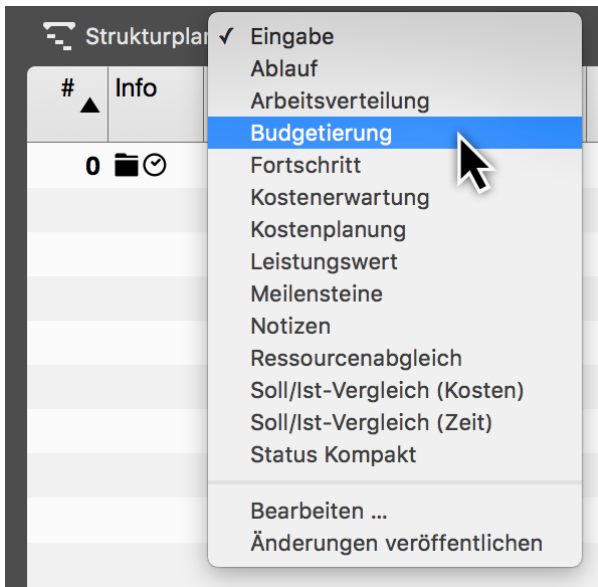 Strukturplan
✓ Eingabe
Ablauf
Arbeitsverteilung
Budgetierung
Fortschritt
Kostenerwartung
Kostenplanung
Leistungswert
Meilensteine
Notizen
Ressourcenabgleich
Soll/Ist-Vergleich (Kosten)
Soll/Ist-Vergleich (Zeit)
Status Kompakt
Bearbeiten ...
Änderungen veröffentlichen
# Info
0